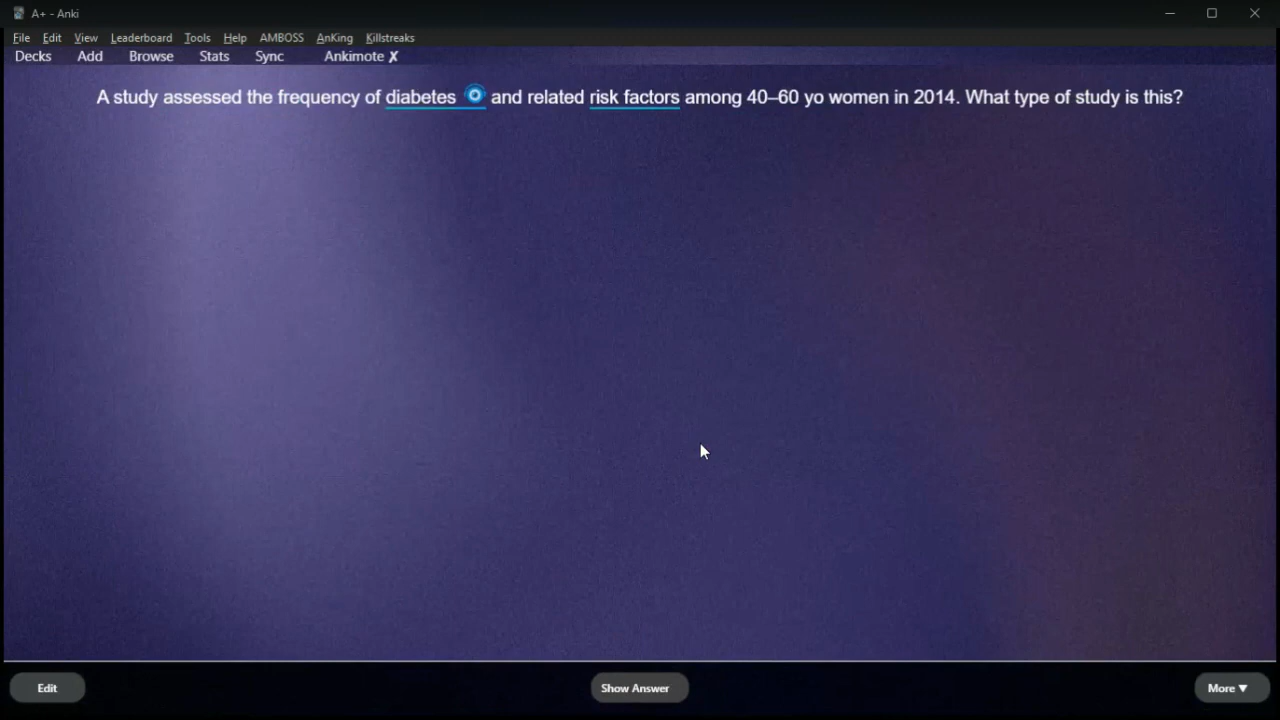 A+ - Anki
File Edit View Leaderboard Tools Help AMBOSS AnKing Killstreaks
Decks Add Browse Stats Sync Ankimote ✗
A study assessed the frequency of diabetes and related risk factors among 40–60 yo women in 2014. What type of study is this?
Edit Show Answer More ▼